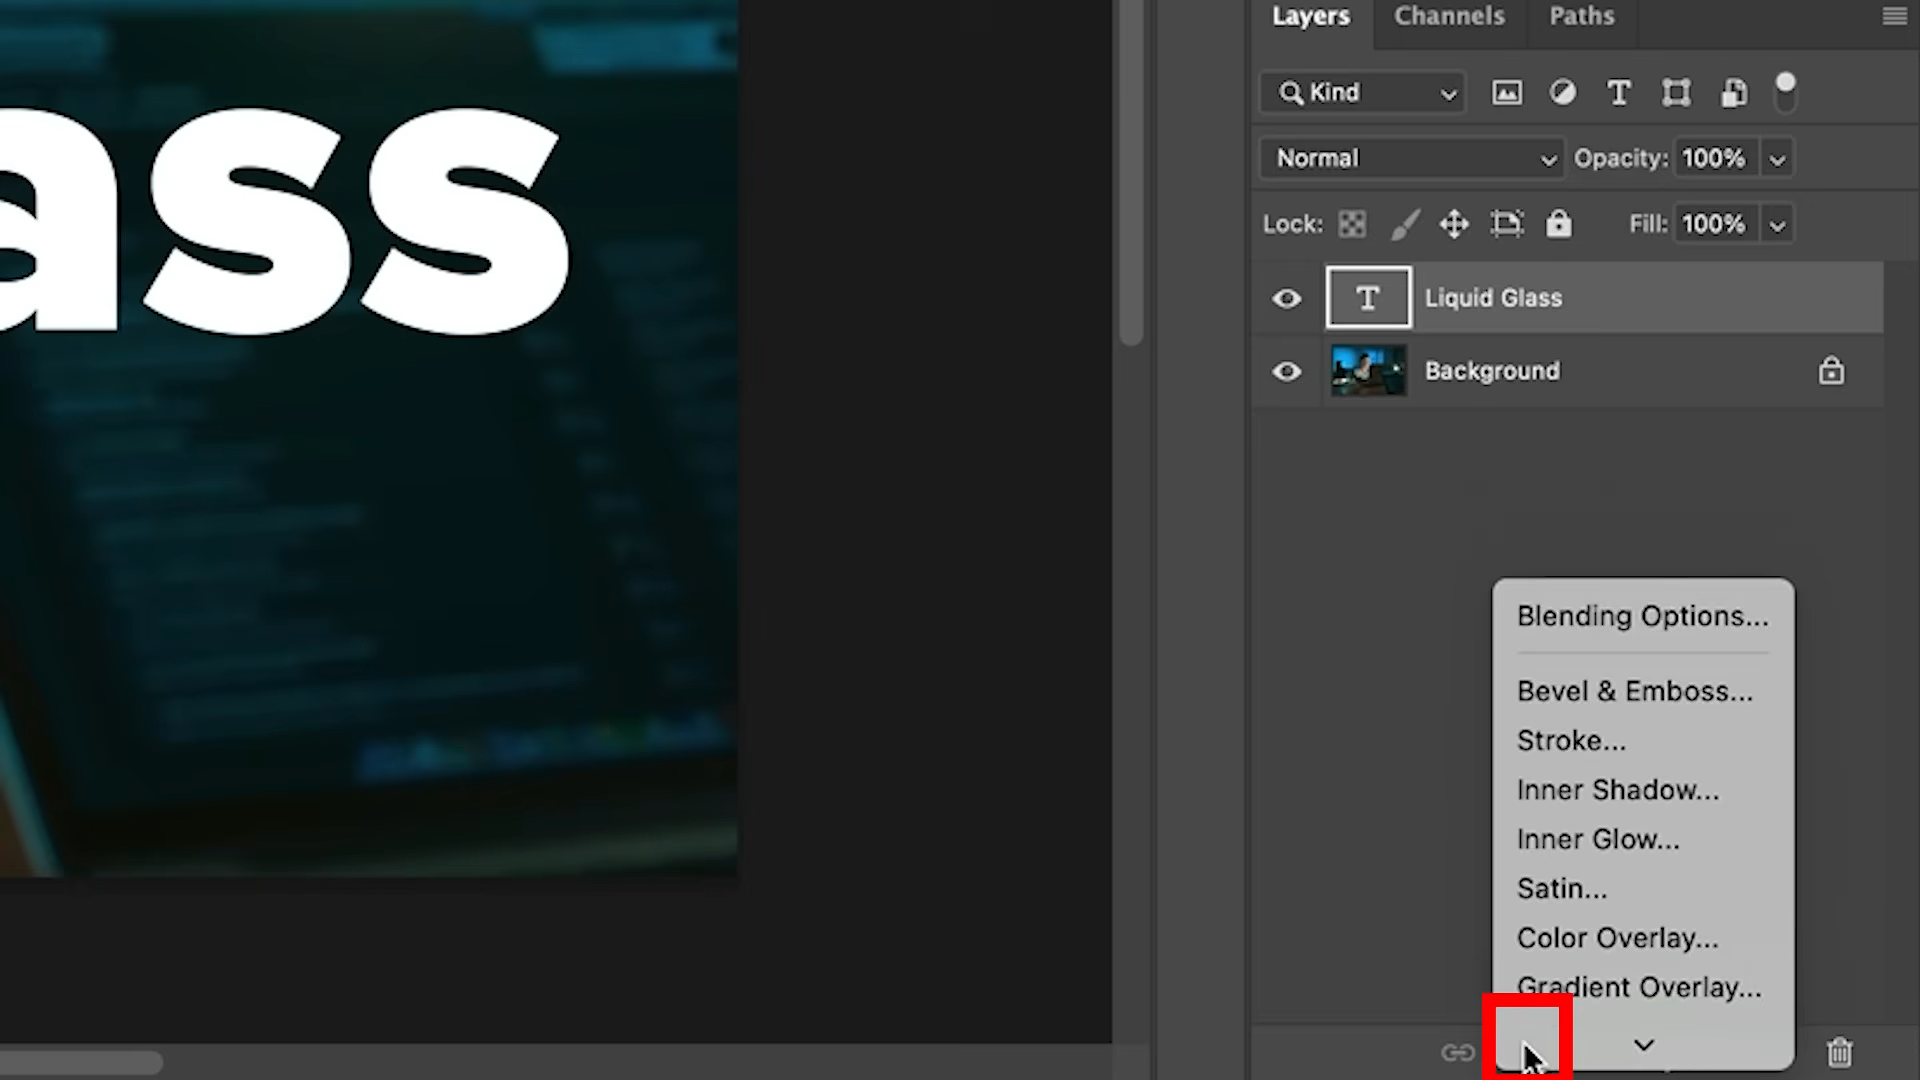 Layers Channels Paths
Kind
Normal Opacity: 100%
Lock: Fill: 100%
T Liquid Glass
Background
ass
Blending Options...
Bevel & Emboss...
Stroke...
Inner Shadow...
Inner Glow...
Satin...
Color Overlay...
Gradient Overlay...